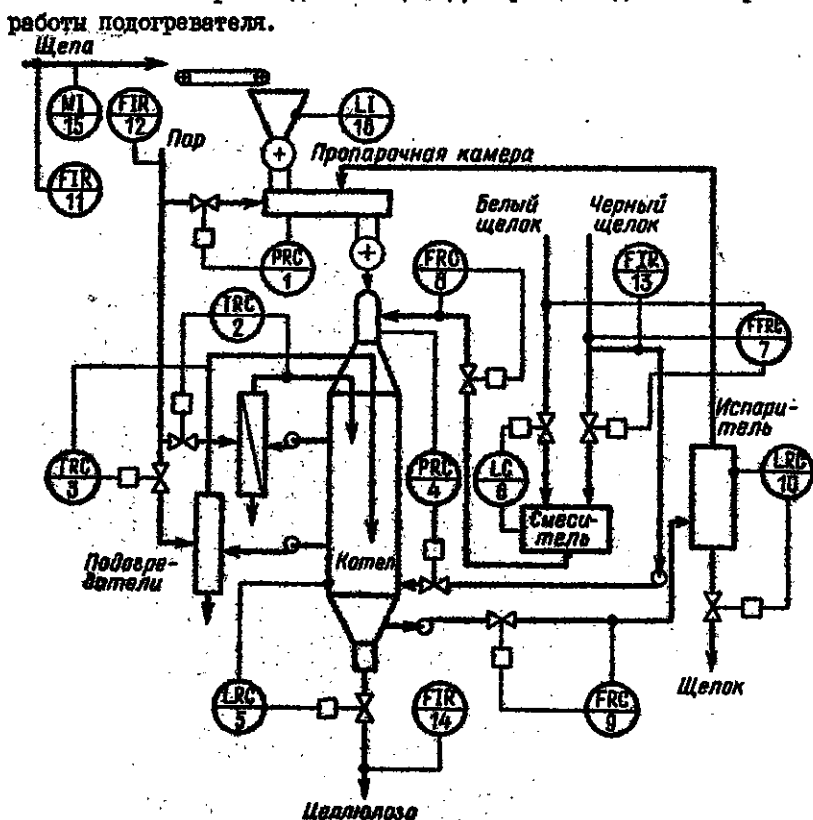 работы подогревателя.
Щепа
MI
15
FIR
12
LI
16
Пар
Пропарочная камера
FIR
11
Белый
щелок
Черный
щелок
PRC
1
FRC
8
FIR
13
TRC
2
FFRC
7
Испари-
тель
TRC
3
PRC
4
LC
6
LRC
10
Смеси-
тель
Подогре-
ватели
Котел
Щелок
LRC
5
FIR
14
FRC
9
Целлюлоза